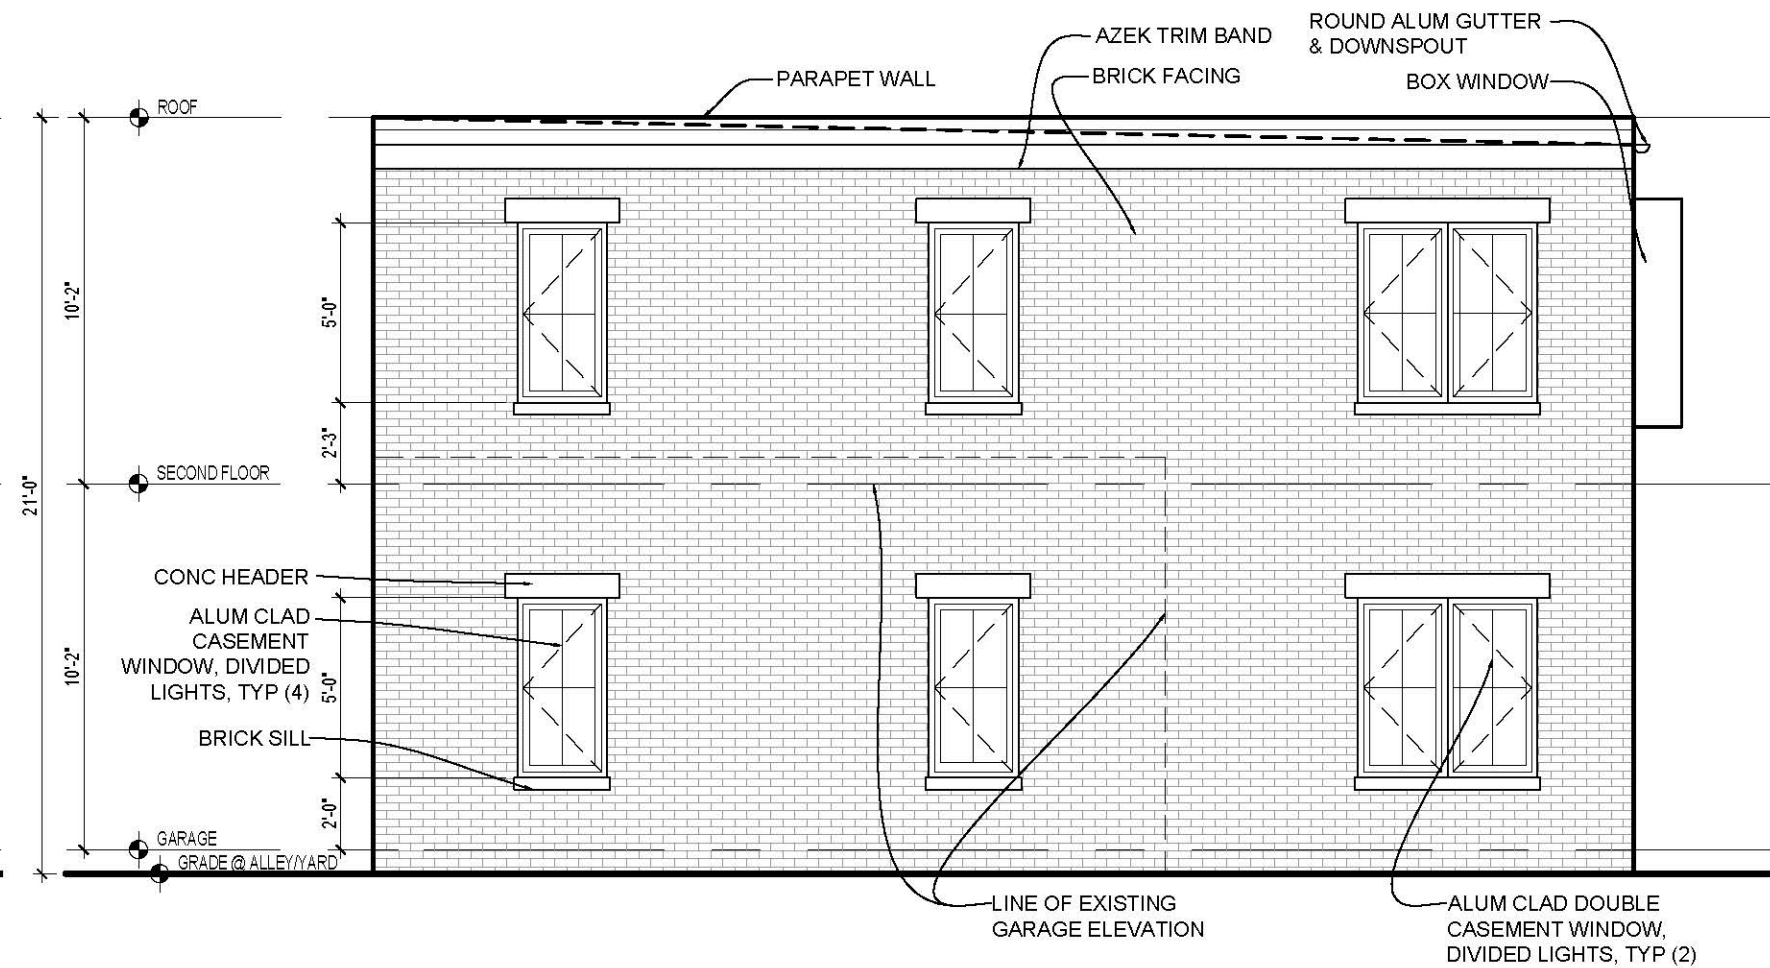 ROUND ALUM GUTTER
& DOWNSPOUT
AZEK TRIM BAND
BRICK FACING
BOX WINDOW
PARAPET WALL
ROOF
10'-2"
5'-0"
2'-3"
SECOND FLOOR
21'-0"
CONC HEADER
ALUM CLAD
CASEMENT
WINDOW, DIVIDED
LIGHTS, TYP (4)
10'-2"
5'-0"
BRICK SILL
2'-0"
GARAGE
GRADE @ ALLEY/YARD
LINE OF EXISTING
GARAGE ELEVATION
ALUM CLAD DOUBLE
CASEMENT WINDOW,
DIVIDED LIGHTS, TYP (2)